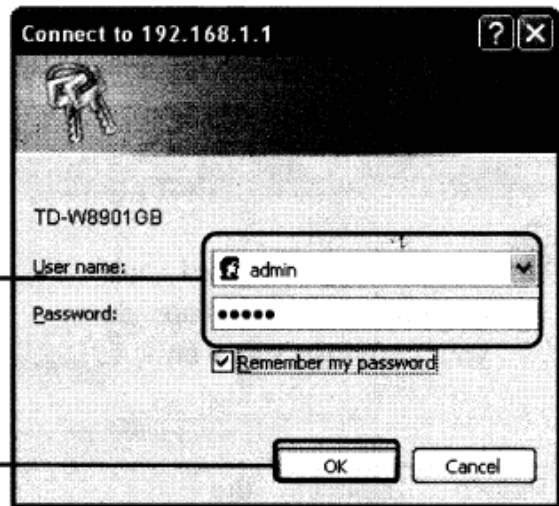 Connect to 192.168.1.1
TD-W8901GB
User name:
admin
Password:
•••••
Remember my password
OK
Cancel